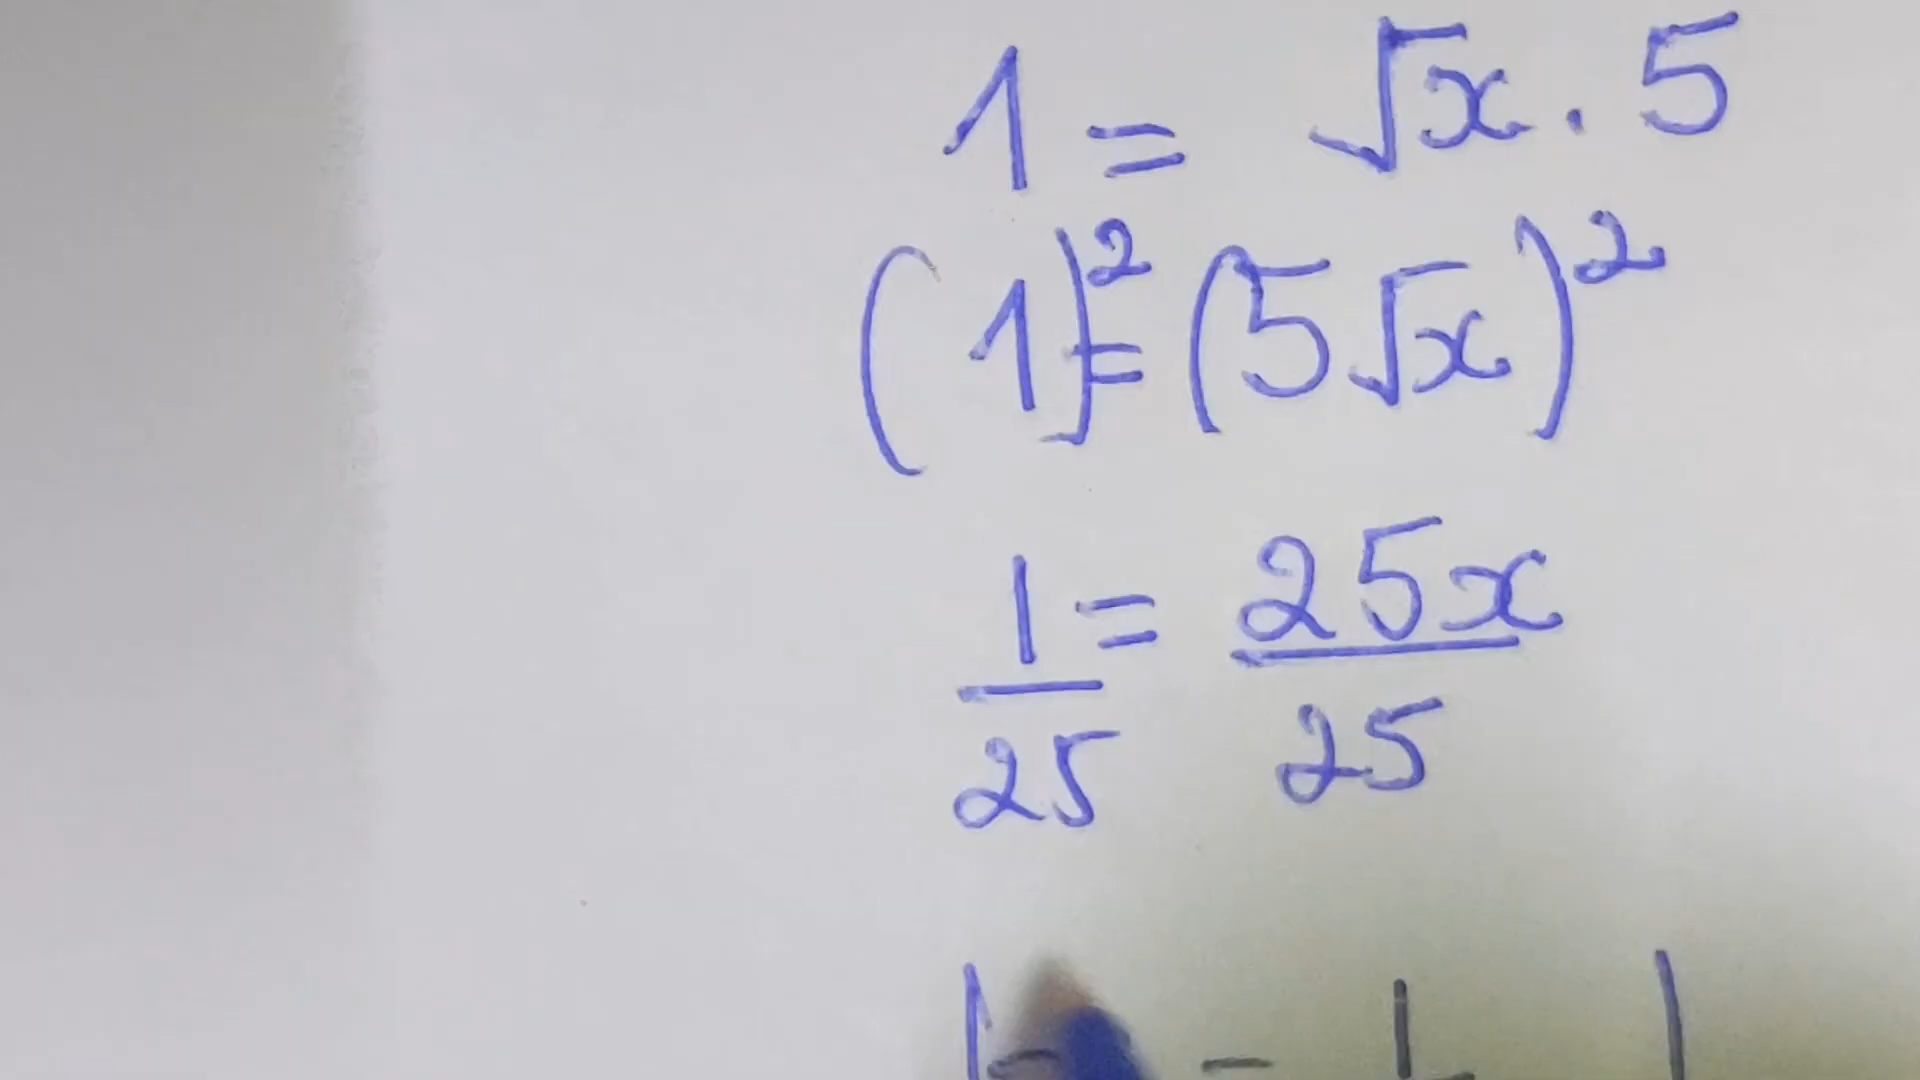 1 = √x . 5
(1)² = (5√x)²
1/25 = 25x/25